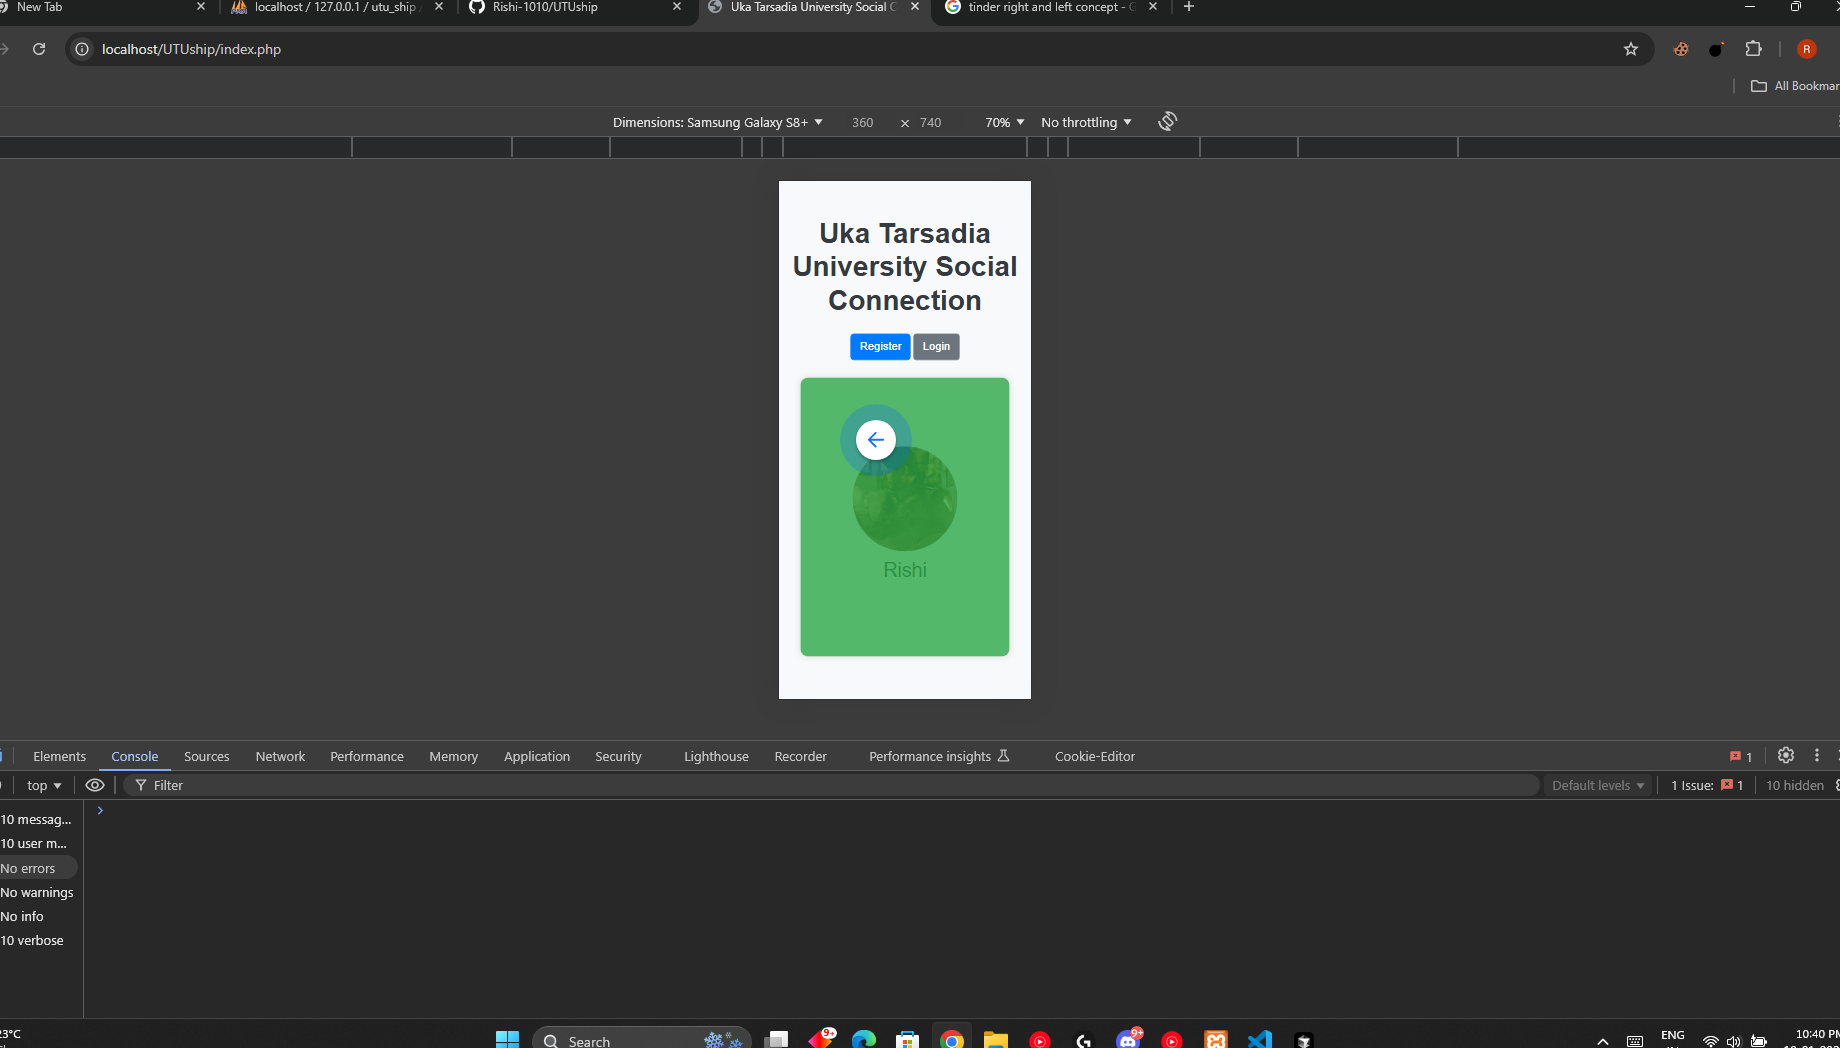 New Tab
localhost / 127.0.0.1 / utu_ship /
Rishi-1010/UTUship
Uka Tarsadia University Social C
tinder right and left concept - G
localhost/UTUship/index.php
R
All Bookmar
Dimensions: Samsung Galaxy S8+
360 × 740
70%
No throttling
Uka Tarsadia
University Social
Connection
Register
Login
Rishi
Elements
Console
Sources
Network
Performance
Memory
Application
Security
Lighthouse
Recorder
Performance insights
Cookie-Editor
1
top
Filter
Default levels
1 Issue:
1
10 hidden
10 messag...
10 user m...
No errors
No warnings
No info
10 verbose
23°C
Search
9+
9+
ENG
10:40 PM